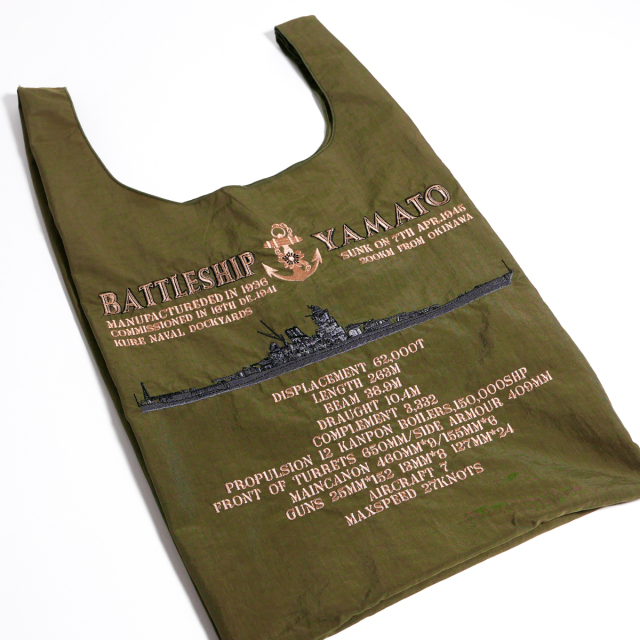 BATTLESHIP YAMATO
MANUFACTUREDED IN 1936
COMMISSIONED IN 16TH DE.1941
KURE NAVAL DOCKYARDS
SUNK ON 7TH APR.1945
200KM FROM OKINAWA
DISPLACEMENT 62,000T
LENGTH 263M
BEAM 38.9M
DRAUGHT 10.4M
COMPLEMENT 3,332
PROPULSION 12 KANPON BOILERS,150,000SHP
FRONT OF TURRETS 650MM/SIDE ARMOUR 409MM
MAINCANON 460MM*9/155MM*6
GUNS 25MM*152 13MM*8 127MM*24
AIRCRAFT 7
MAXSPEED 27KNOTS